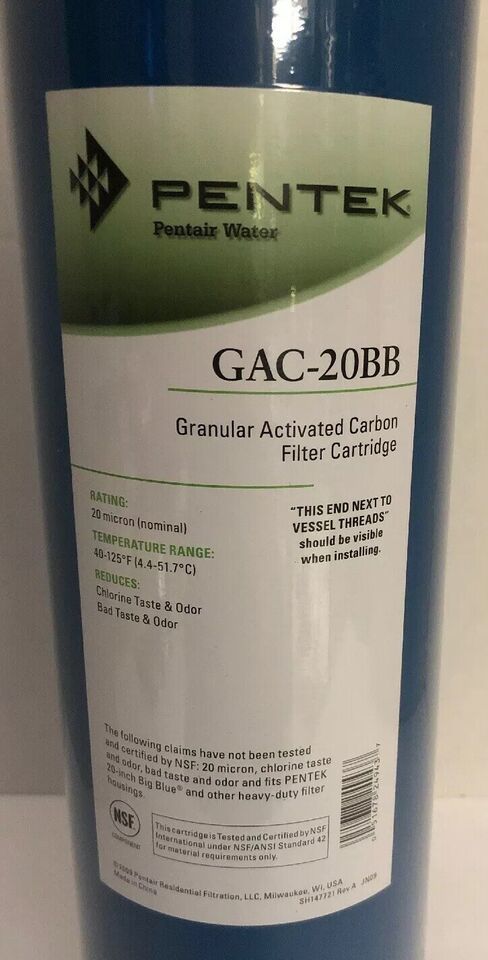 PENTEK®
Pentair Water
GAC-20BB
Granular Activated Carbon
Filter Cartridge
RATING:
20 micron (nominal)
TEMPERATURE RANGE:
40-125°F (4.4-51.7°C)
REDUCES:
Chlorine Taste & Odor
Bad Taste & Odor
"THIS END NEXT TO
VESSEL THREADS"
should be visible
when installing.
The following claims have not been tested
and certified by NSF: 20 micron, chlorine taste
and odor, bad taste and odor and fits PENTEK
20-inch Big Blue® and other heavy-duty filter
housings.
NSF
COMPONENT
This cartridge is Tested and Certified by NSF
International under NSF/ANSI Standard 42
for material requirements only.
©2009 Pentair Residential Filtration, LLC, Milwaukee, WI, USA
Made in China
SH147721 Rev A JN09